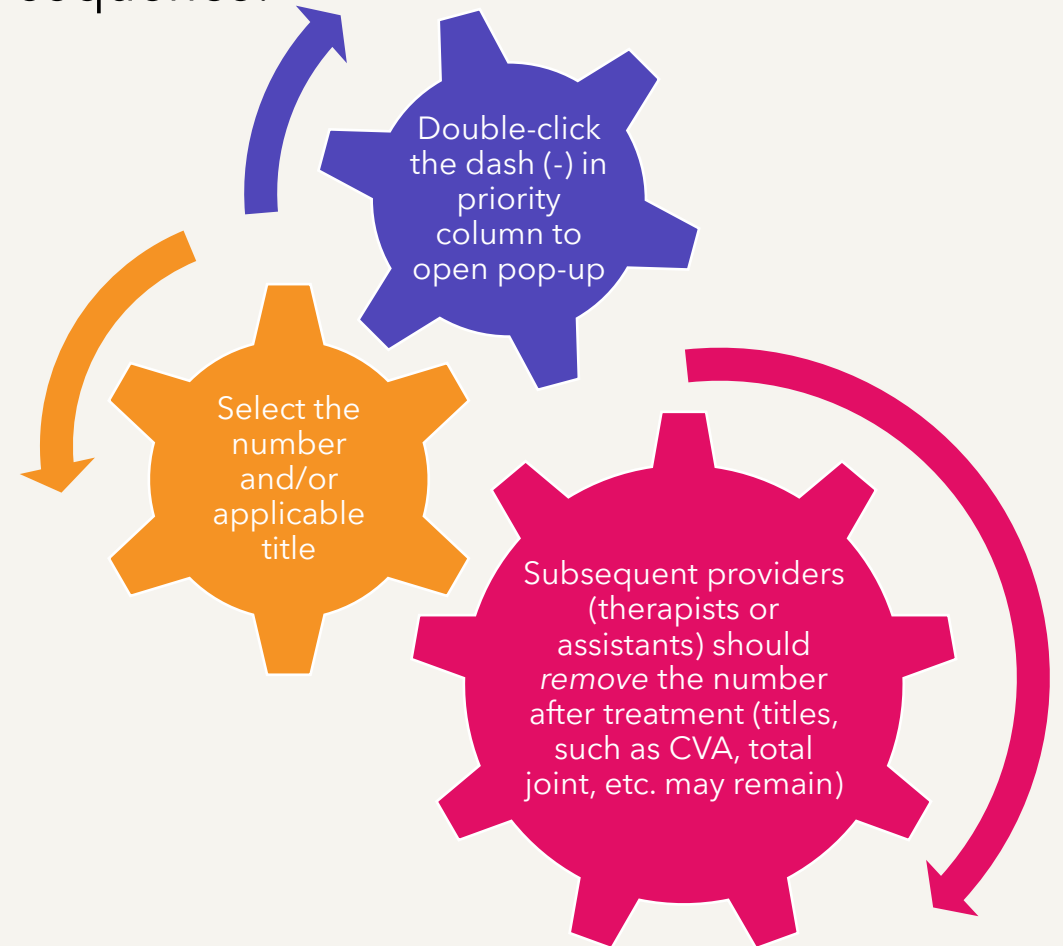 sequence:
Double-click
the dash (-) in
priority
column to
open pop-up
Select the
number
and/or
applicable
title
Subsequent providers
(therapists or
assistants) should
remove the number
after treatment (titles,
such as CVA, total
joint, etc. may remain)